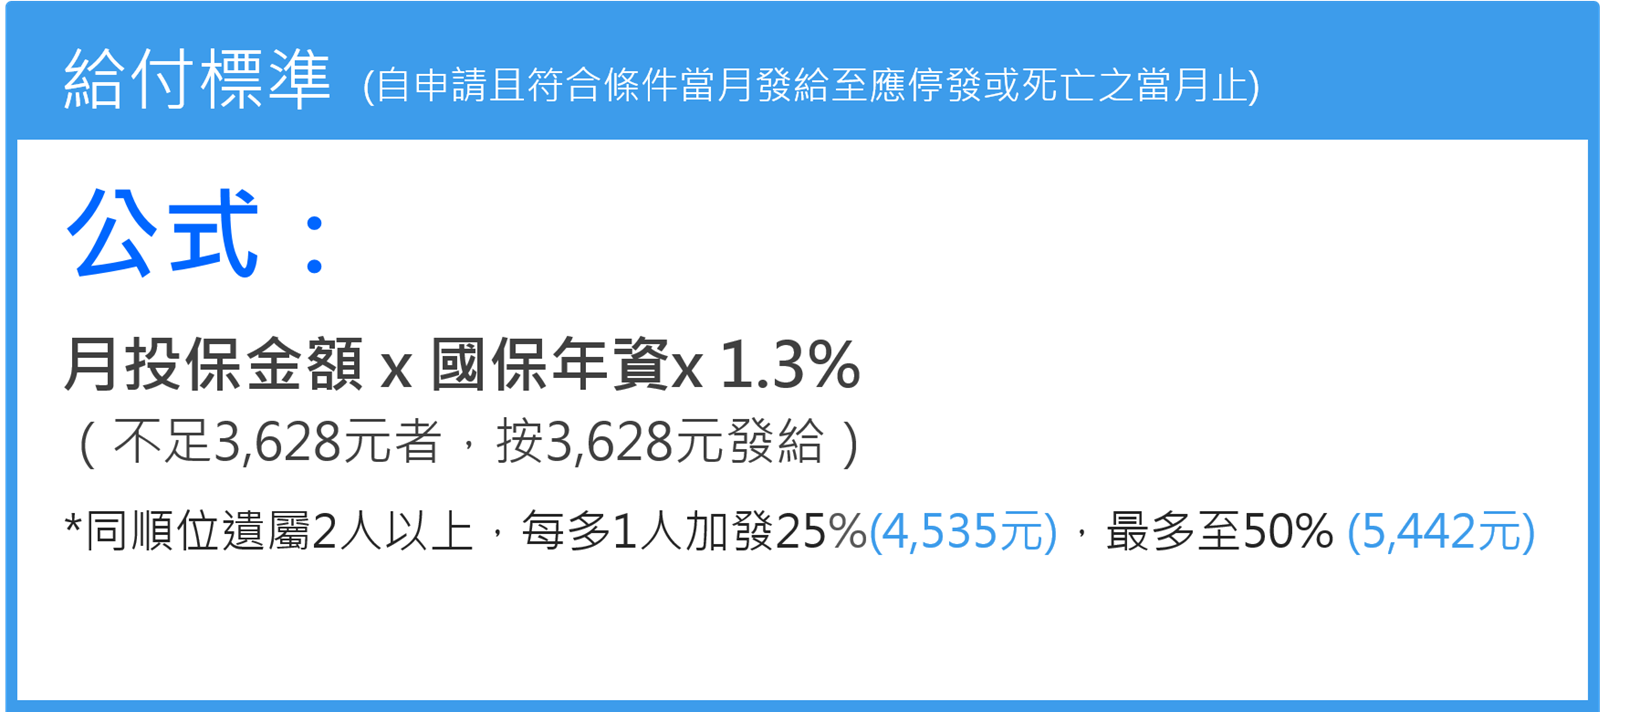 給付標準 (自申請且符合條件當月發給至應停發或死亡之當月止)
公式：
月投保金額 x 國保年資x 1.3%
（不足3,628元者，按3,628元發給）
*同順位遺屬2人以上，每多1人加發25%(4,535元)，最多至50% (5,442元)